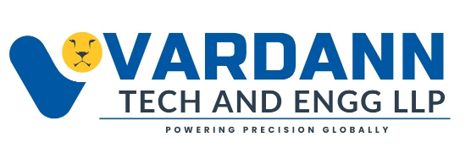 VARDANN
TECH AND ENGG LLP
POWERING PRECISION GLOBALLY